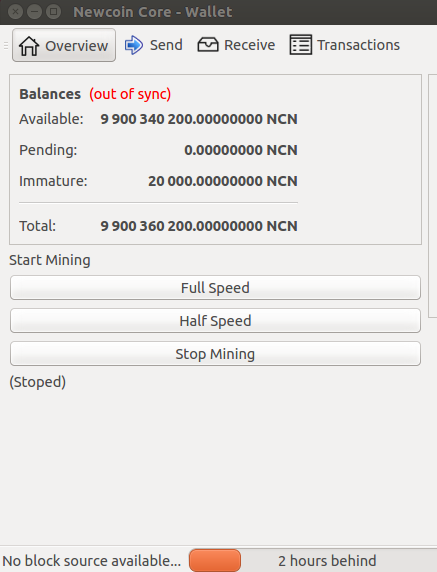 Newcoin Core - Wallet
Overview Send Receive Transactions
Balances (out of sync)
Available: 9 900 340 200.00000000 NCN
Pending: 0.00000000 NCN
Immature: 20 000.00000000 NCN
Total: 9 900 360 200.00000000 NCN
Start Mining
Full Speed
Half Speed
Stop Mining
(Stoped)
No block source available... 2 hours behind